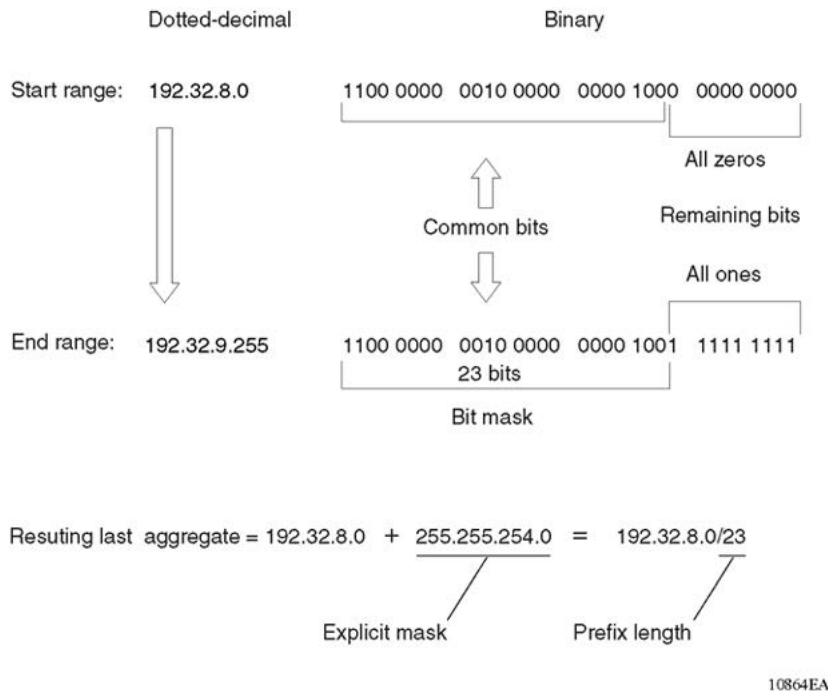 Dotted-decimal Binary
Start range: 192.32.8.0 1100 0000 0010 0000 0000 1000 0000 0000
All zeros
Common bits Remaining bits
All ones
End range: 192.32.9.255 1100 0000 0010 0000 0000 1001 1111 1111
23 bits
Bit mask
Resuting last aggregate = 192.32.8.0 + 255.255.254.0 = 192.32.8.0/23
Explicit mask Prefix length
10864EA